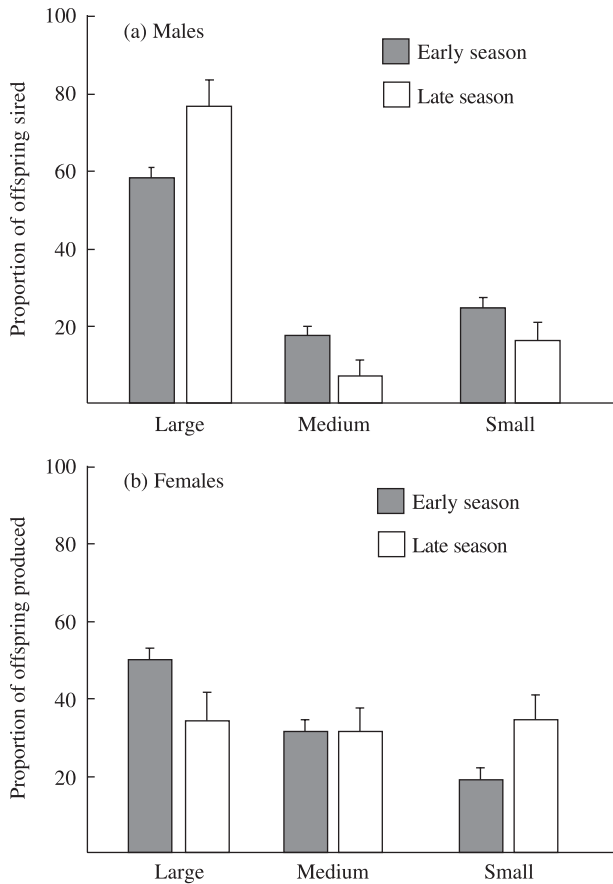 (a) Males
Early season
Late season
Proportion of offspring sired
100
80
60
40
20
Large Medium Small
(b) Females
Early season
Late season
Proportion of offspring produced
100
80
60
40
20
Large Medium Small